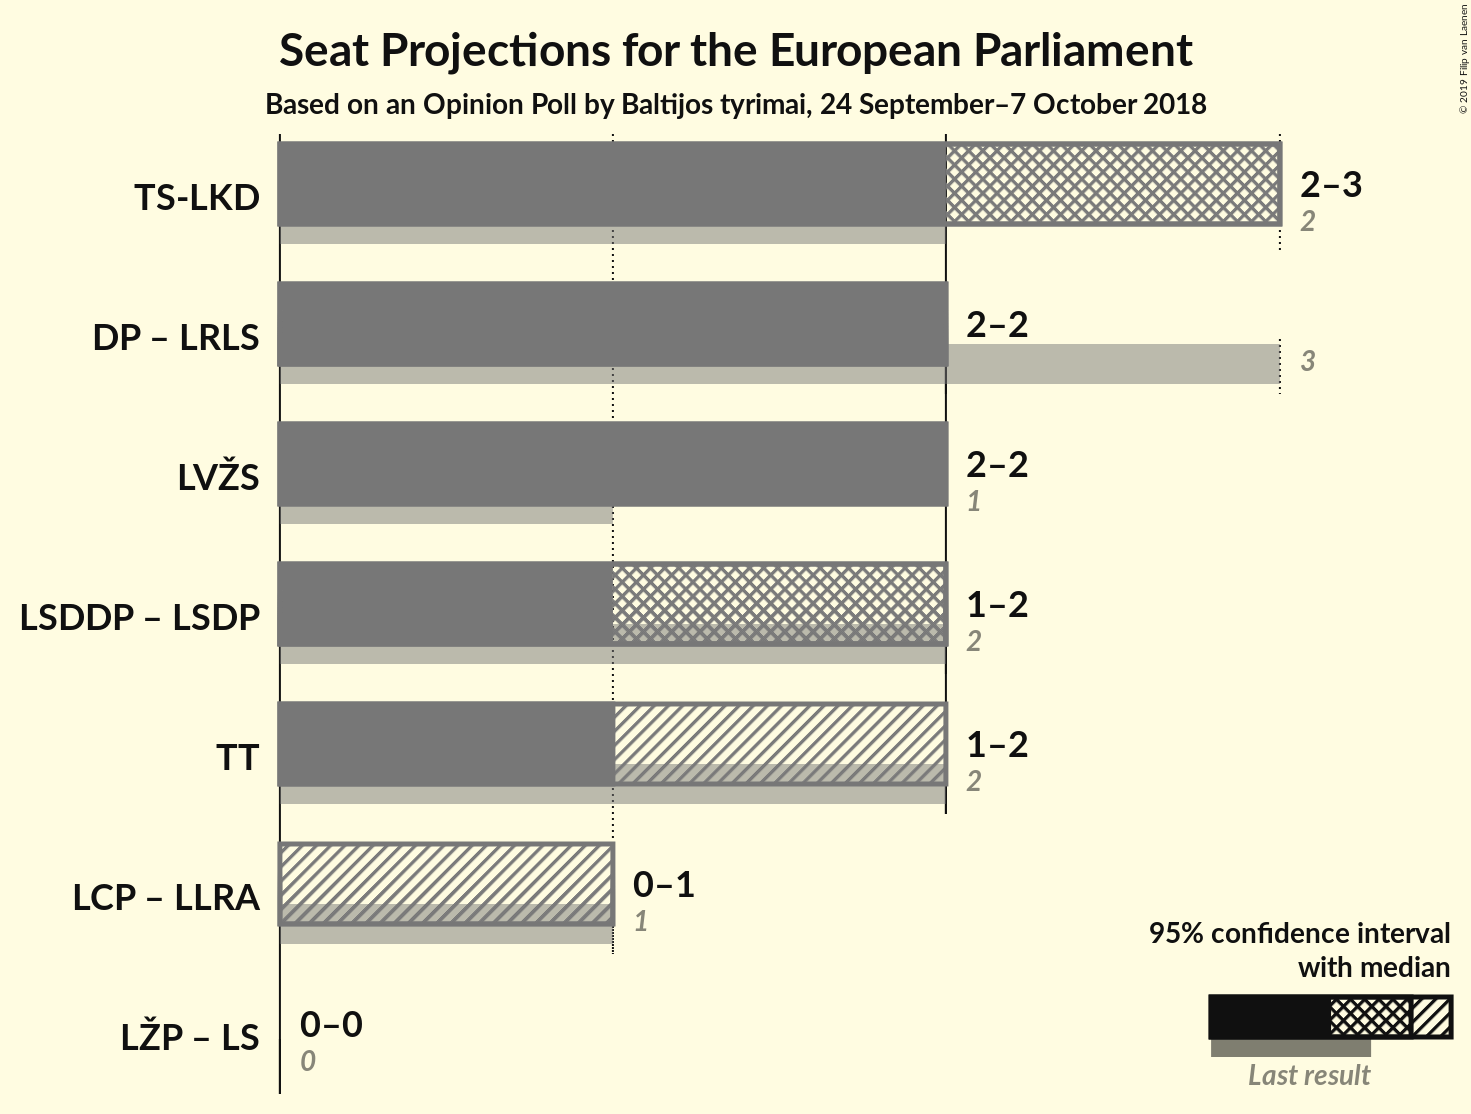 Seat Projections for the European Parliament
Based on an Opinion Poll by Baltijos tyrimai, 24 September–7 October 2018
© 2019 Filip van Laenen
TS-LKD
2–3
2
DP – LRLS
2–2
3
LVŽS
2–2
1
LSDDP – LSDP
1–2
2
TT
1–2
2
LCP – LLRA
0–1
1
LŽP – LS
0–0
0
95% confidence interval
with median
Last result